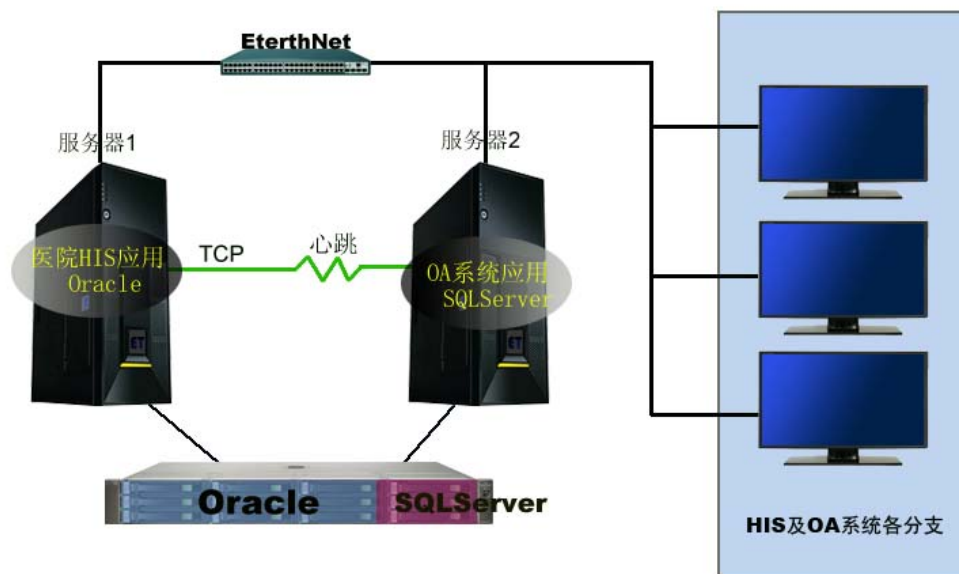 EterthNet
服务器1
服务器2
医院HIS应用
Oracle
TCP
心跳
OA系统应用
SQLServer
ET
ET
Oracle
SQLServer
HIS及OA系统各分支